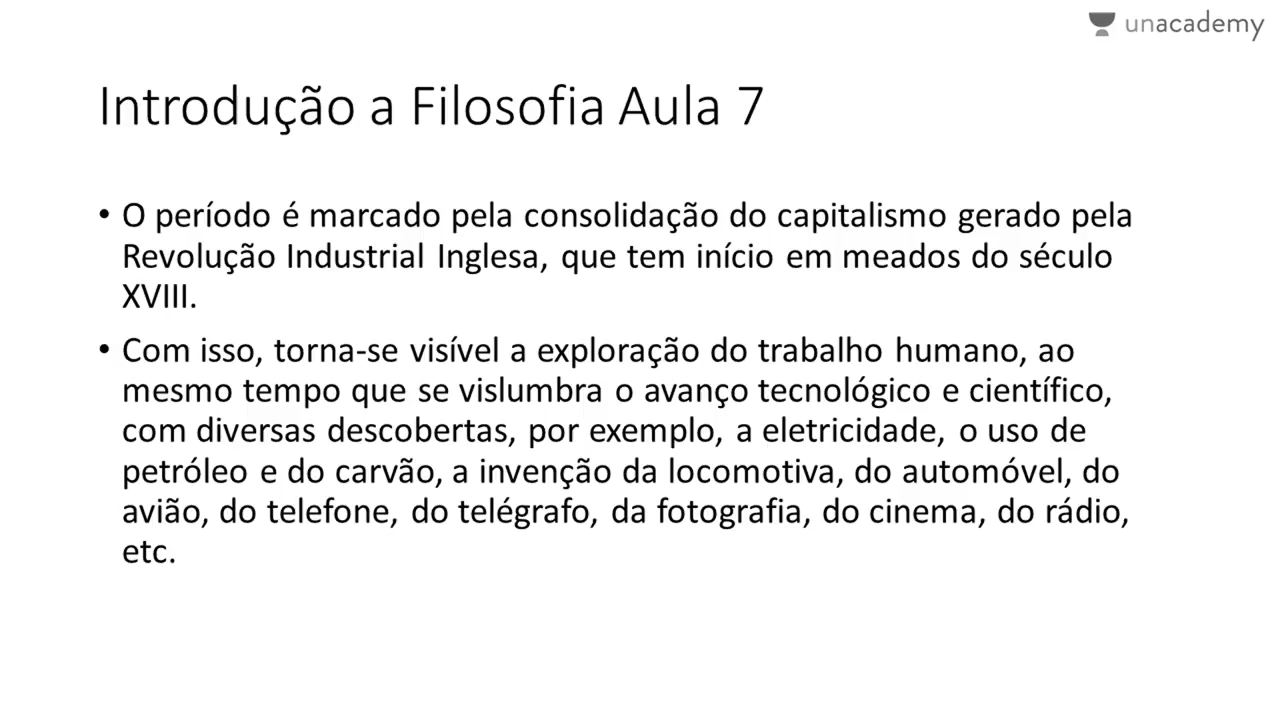 unacademy
Introdução a Filosofia Aula 7
• O período é marcado pela consolidação do capitalismo gerado pela
Revolução Industrial Inglesa, que tem início em meados do século
XVIII.
• Com isso, torna-se visível a exploração do trabalho humano, ao
mesmo tempo que se vislumbra o avanço tecnológico e científico,
com diversas descobertas, por exemplo, a eletricidade, o uso de
petróleo e do carvão, a invenção da locomotiva, do automóvel, do
avião, do telefone, do telégrafo, da fotografia, do cinema, do rádio,
etc.